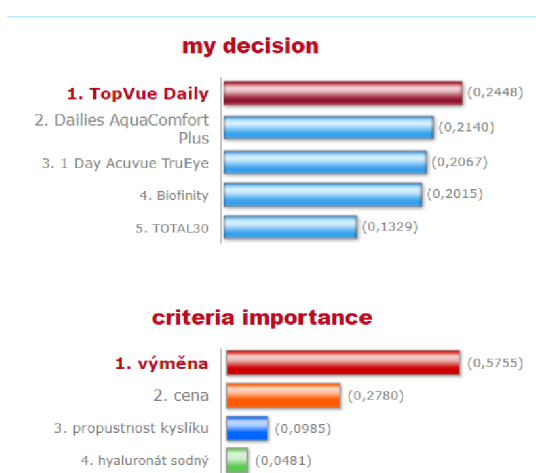 my decision
1. TopVue Daily (0,2448)
2. Dailies AquaComfort
Plus (0,2140)
3. 1 Day Acuvue TruEye (0,2067)
4. Biofinity (0,2015)
5. TOTAL30 (0,1329)
criteria importance
1. výměna (0,5755)
2. cena (0,2780)
3. propustnost kyslíku (0,0985)
4. hyaluronát sodný (0,0481)